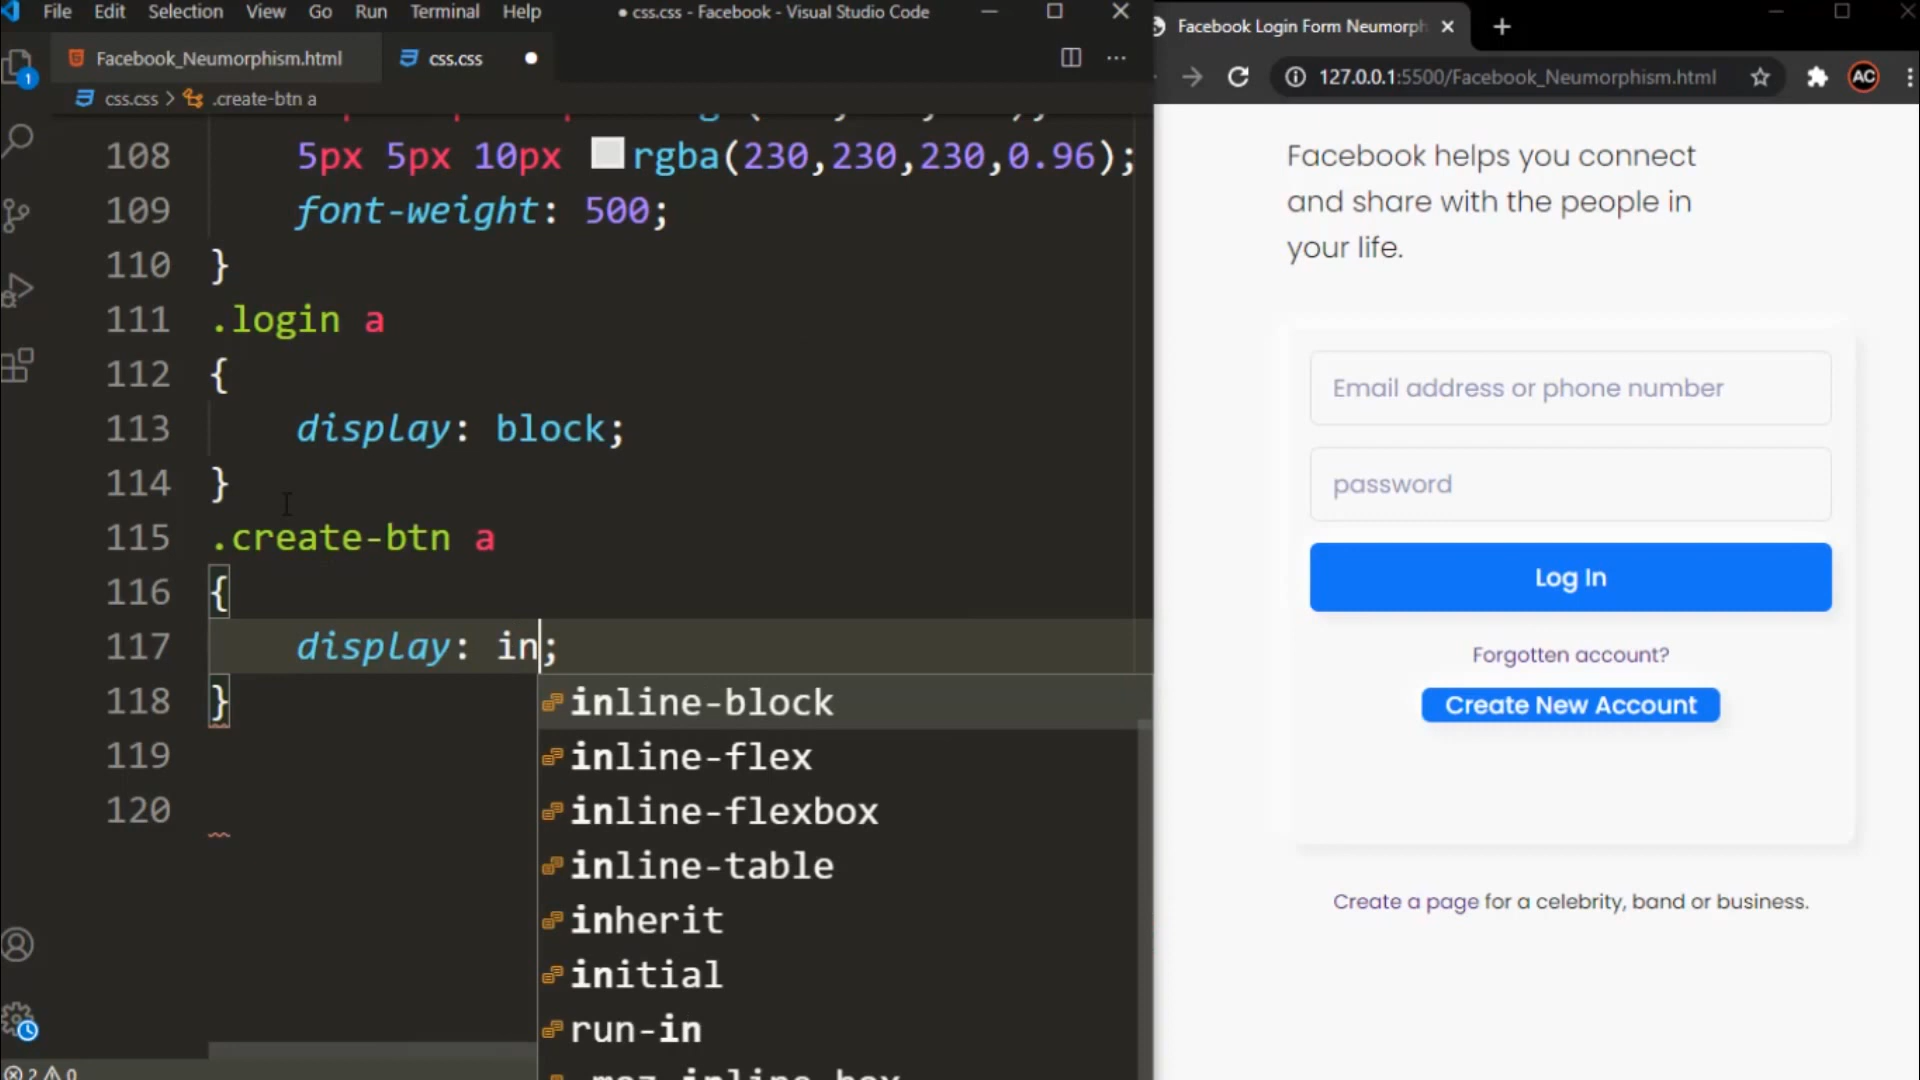 File Edit Selection View Go Run Terminal Help ● css.css - Facebook - Visual Studio Code
Facebook_Neumorphism.html css.css
css.css > .create-btn a
108 5px 5px 10px rgba(230,230,230,0.96);
109 font-weight: 500;
110 }
111 .login a
112 {
113 display: block;
114 }
115 .create-btn a
116 {
117 display: in;
118 }
119
120
inline-block
inline-flex
inline-flexbox
inline-table
inherit
initial
run-in
1
2 0
Facebook Login Form Neumorph
127.0.0.1:5500/Facebook_Neumorphism.html AC
Facebook helps you connect
and share with the people in
your life.
Email address or phone number
password
Log In
Forgotten account?
Create New Account
Create a page for a celebrity, band or business.